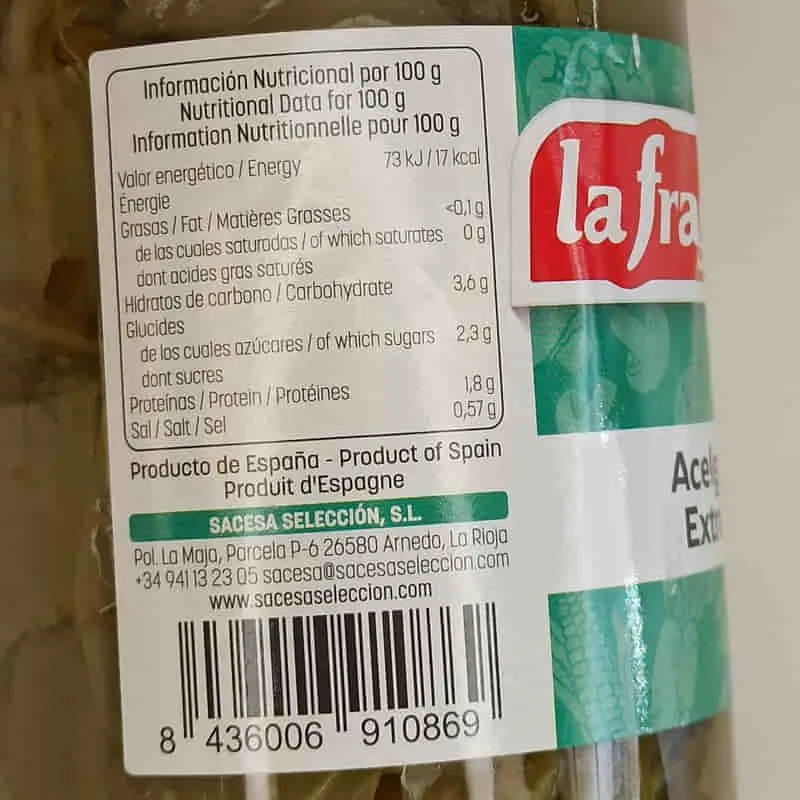 Información Nutricional por 100 g
Nutritional Data for 100 g
Information Nutritionnelle pour 100 g
Valor energético / Energy 73 kJ / 17 kcal
Énergie
Grasas / Fat / Matières Grasses <0,1 g
de las cuales saturadas / of which saturates 0 g
dont acides gras saturés
Hidratos de carbono / Carbohydrate 3,6 g
Glucides
de los cuales azúcares / of which sugars 2,3 g
dont sucres
Proteínas / Protein / Protéines 1,8 g
Sal / Salt / Sel 0,57 g
Producto de España - Product of Spain
Produit d'Espagne
SACESA SELECCIÓN, S.L.
Pol. La Maja, Parcela P-6 26580 Arnedo, La Rioja
+34 941 13 23 05 sacesa@sacesaseleccion.com
www.sacesaseleccion.com
8 436006 910869
la fra
Acelg
Extr